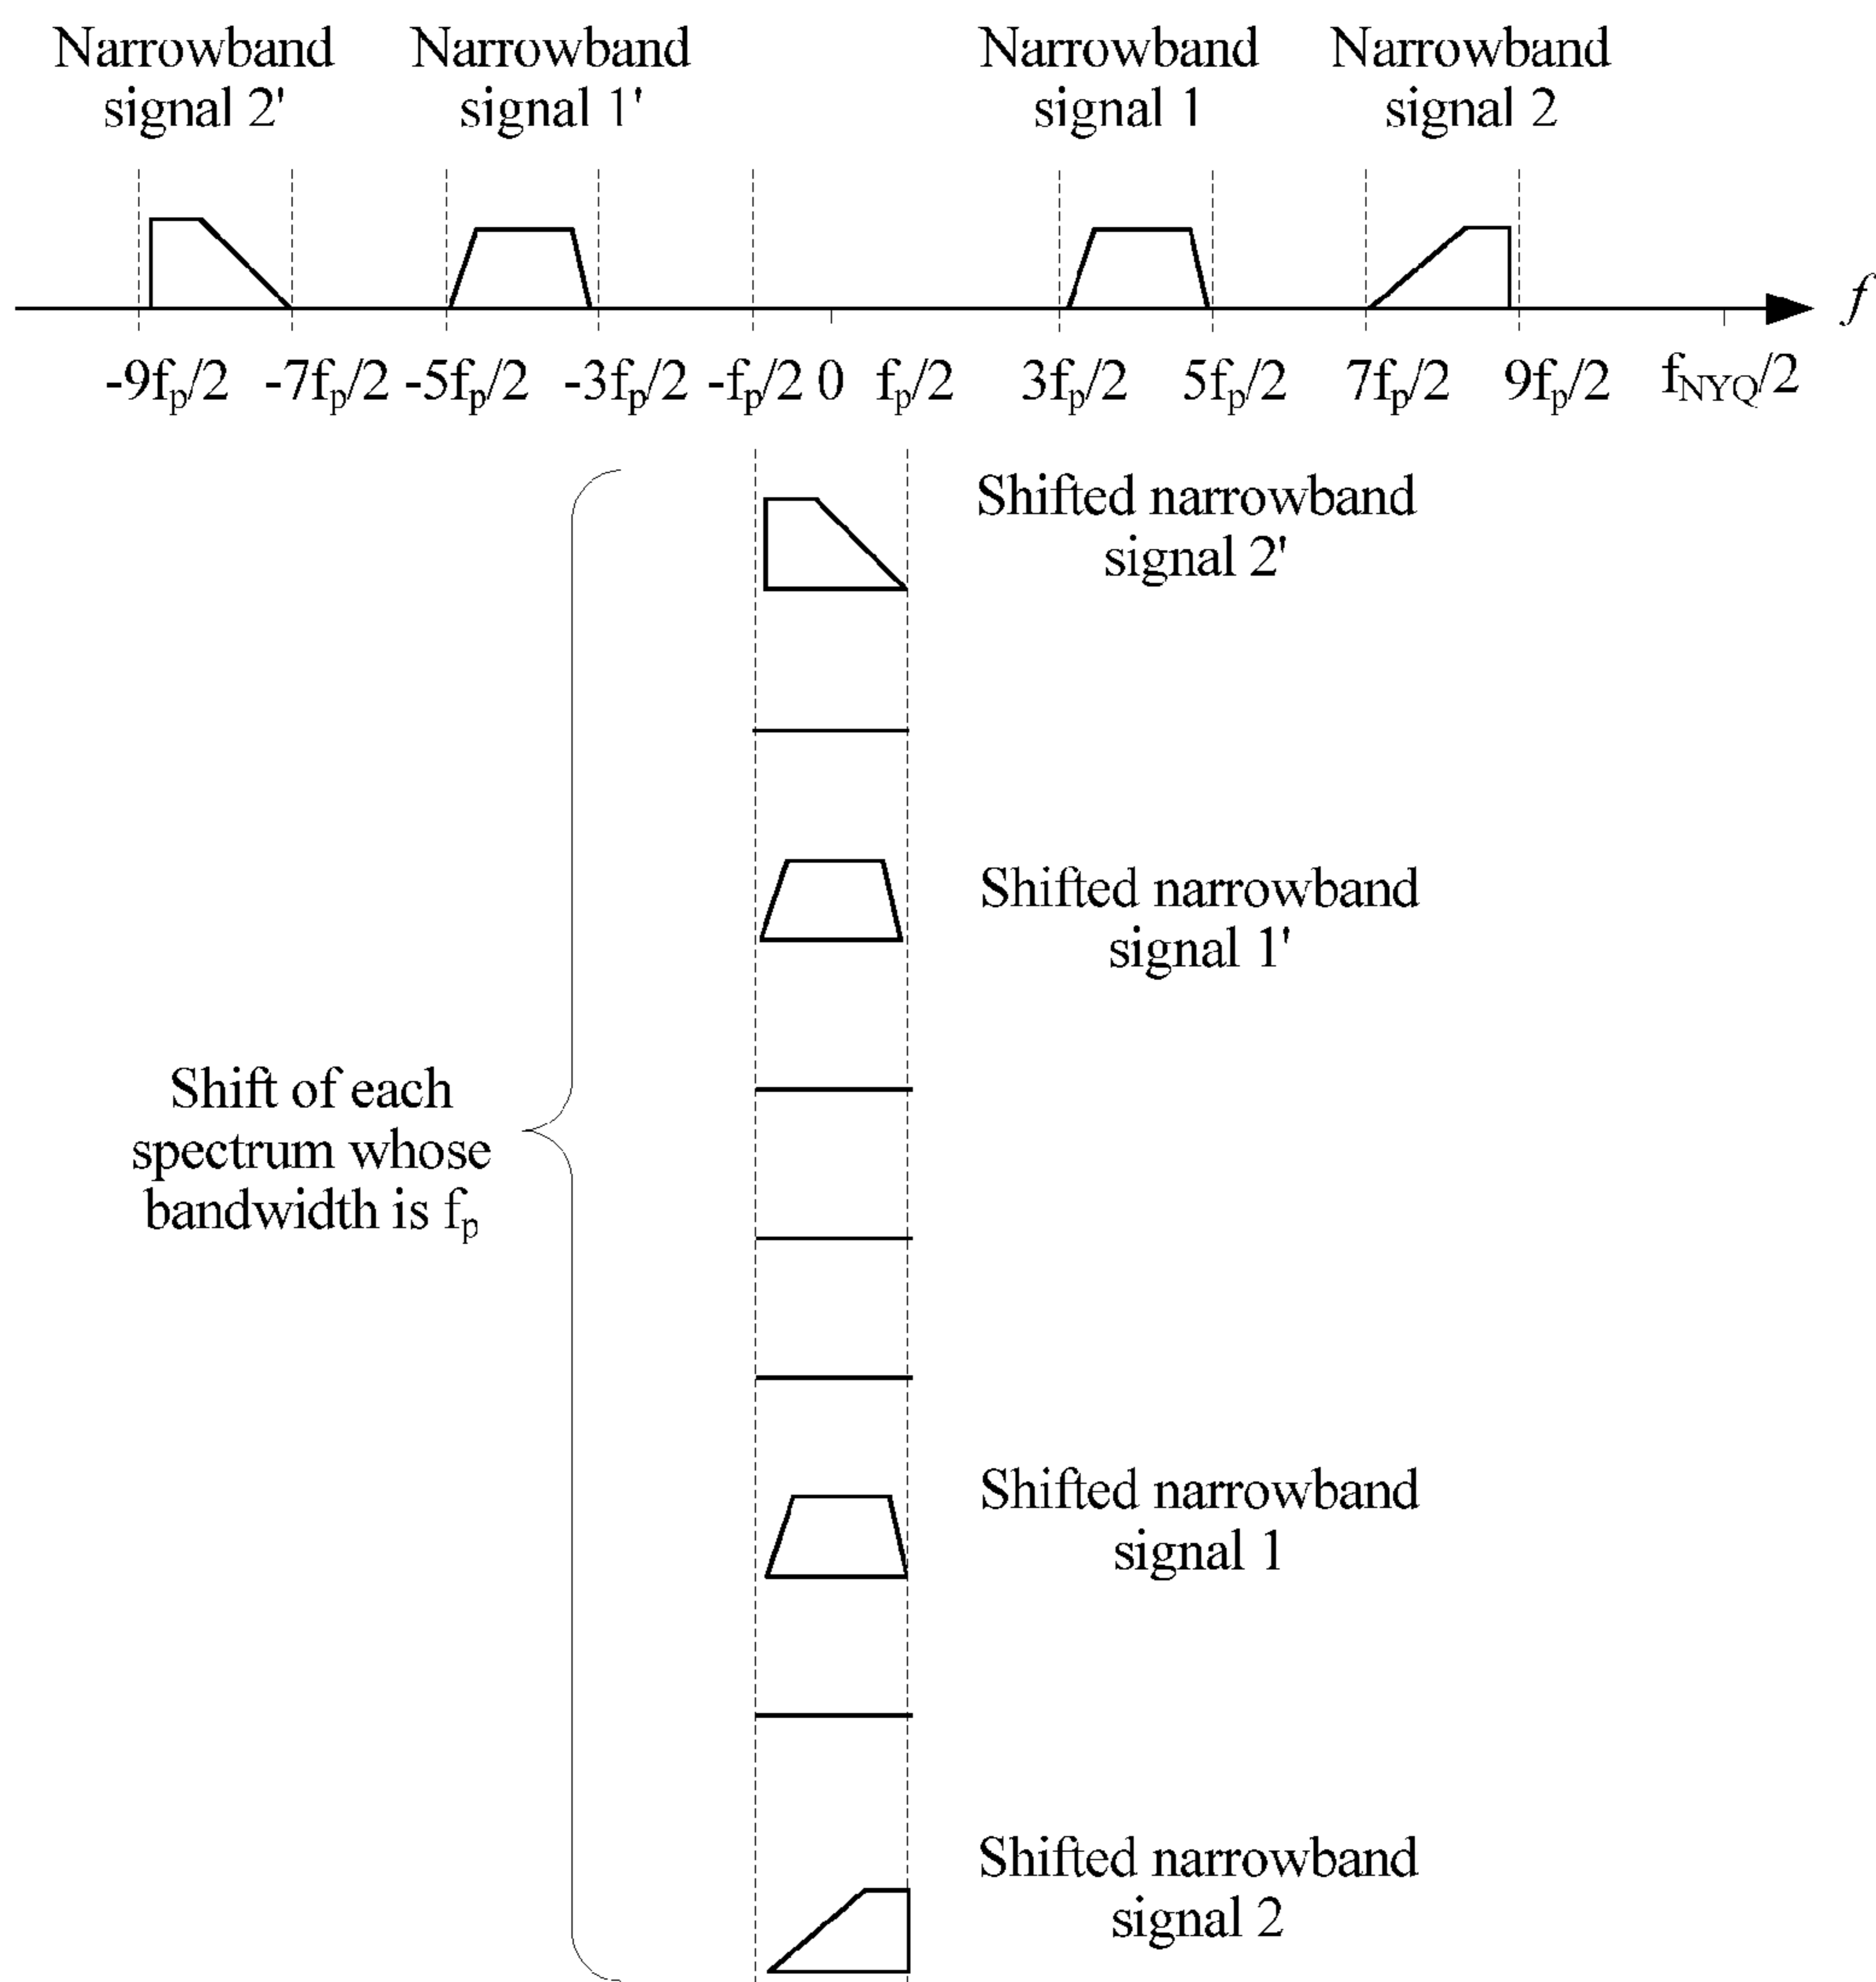 Narrowband signal 2'
Narrowband signal 1'
Narrowband signal 1
Narrowband signal 2
f
-9fp/2 -7fp/2 -5fp/2 -3fp/2 -fp/2 0 fp/2 3fp/2 5fp/2 7fp/2 9fp/2 fNYQ/2
Shifted narrowband
signal 2'
Shifted narrowband
signal 1'
Shift of each
spectrum whose
bandwidth is fp
Shifted narrowband
signal 1
Shifted narrowband
signal 2